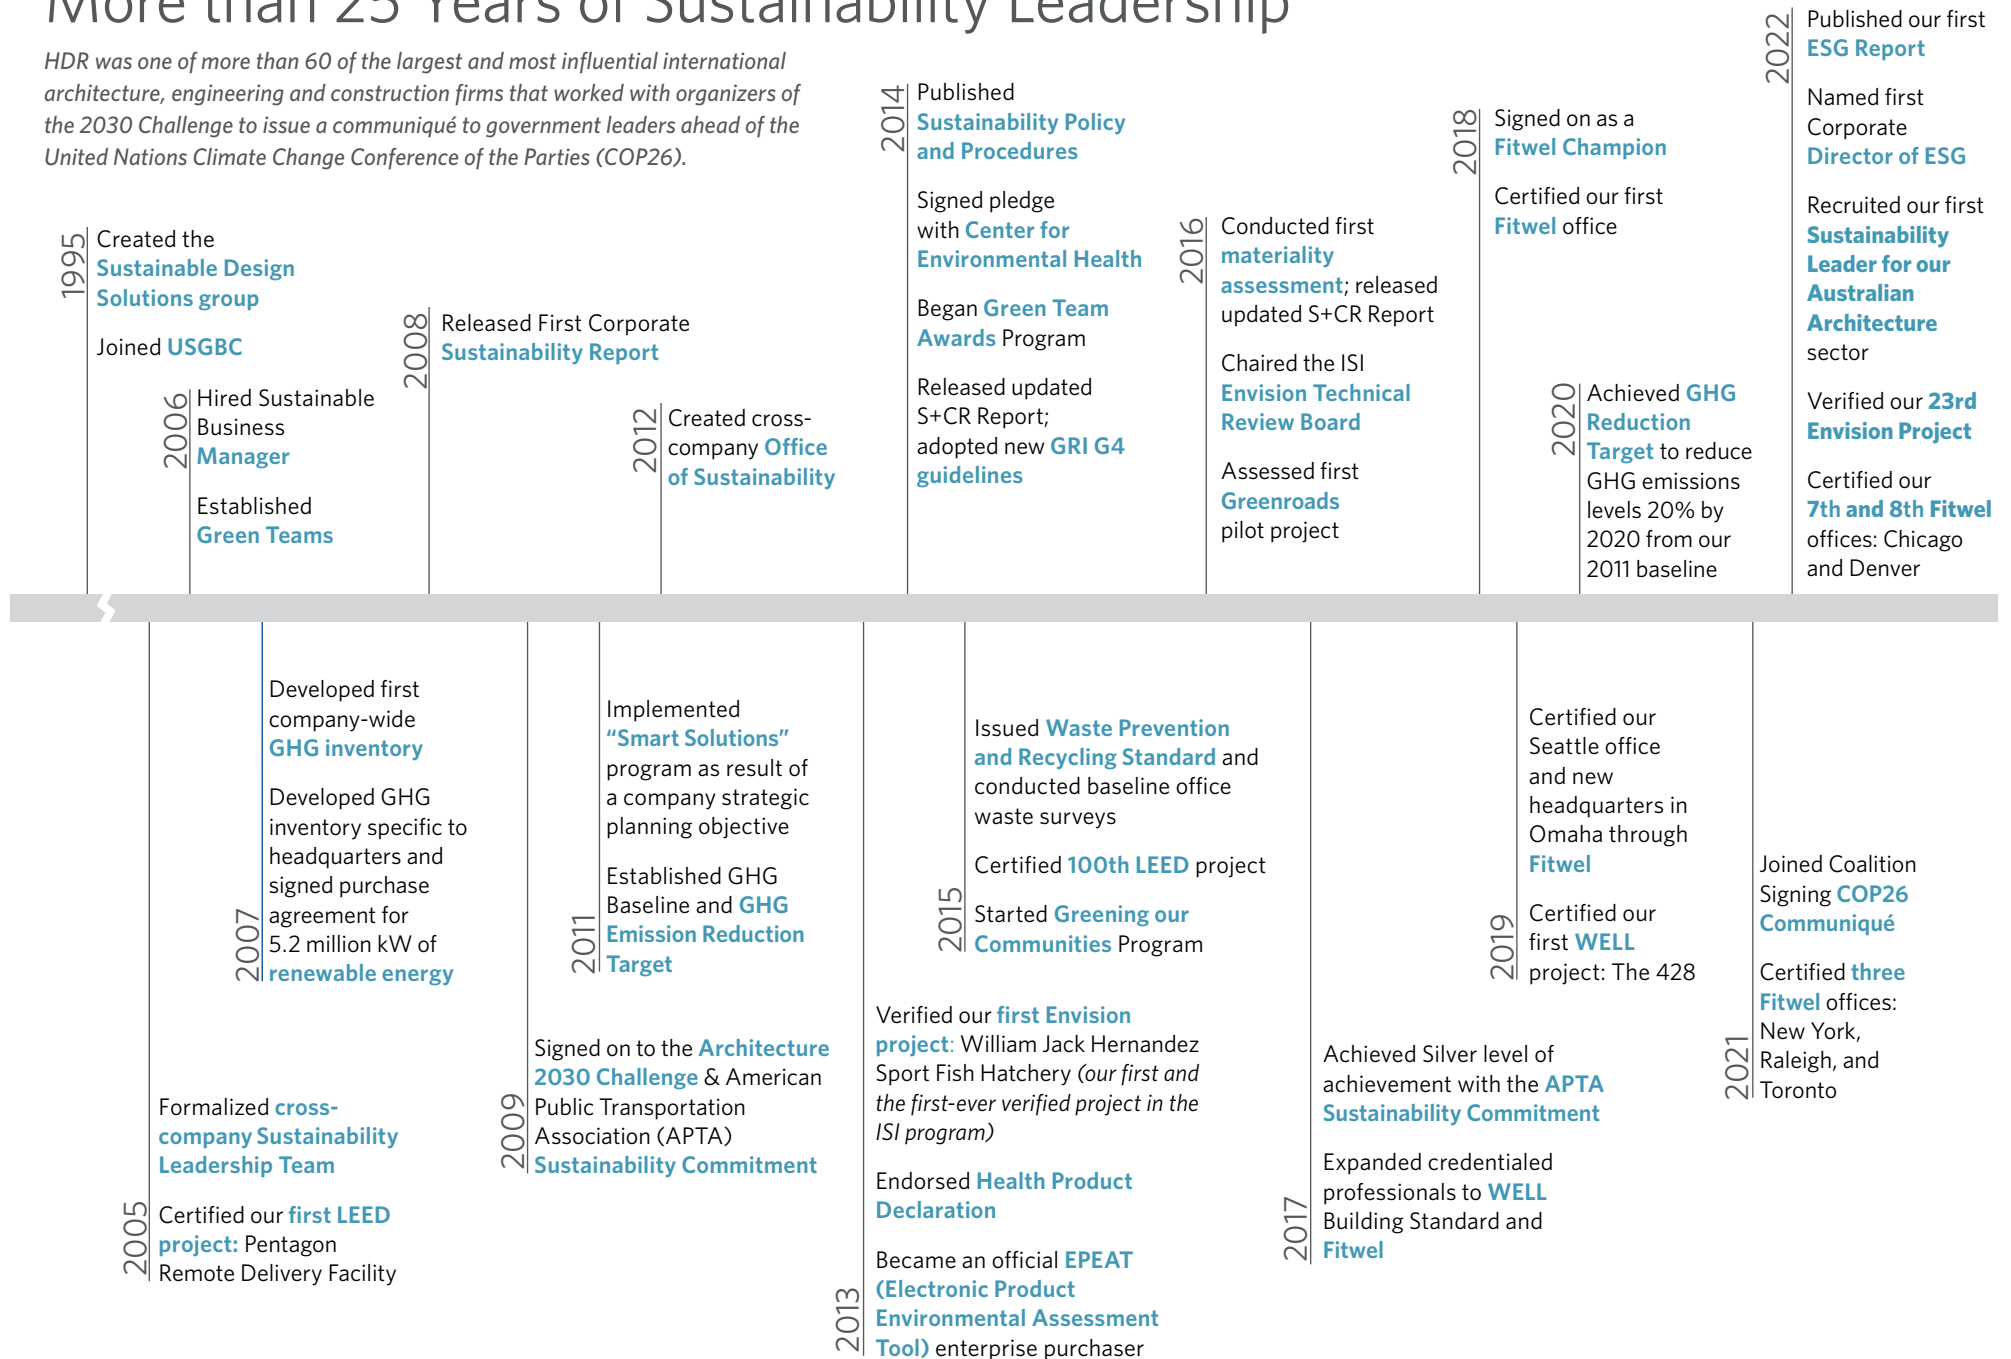 More than 25 Years of Sustainability Leadership
HDR was one of more than 60 of the largest and most influential international
architecture, engineering and construction firms that worked with organizers of
the 2030 Challenge to issue a communiqué to government leaders ahead of the
United Nations Climate Change Conference of the Parties (COP26).
1995
Created the
Sustainable Design
Solutions group
Joined USGBC
2006
Hired Sustainable
Business
Manager
Established
Green Teams
2008
Released First Corporate
Sustainability Report
2012
Created cross-
company Office
of Sustainability
2014
Published
Sustainability Policy
and Procedures
Signed pledge
with Center for
Environmental Health
Began Green Team
Awards Program
Released updated
S+CR Report;
adopted new GRI G4
guidelines
2016
Conducted first
materiality
assessment; released
updated S+CR Report
Chaired the ISI
Envision Technical
Review Board
Assessed first
Greenroads
pilot project
2018
Signed on as a
Fitwel Champion
Certified our first
Fitwel office
2020
Achieved GHG
Reduction
Target to reduce
GHG emissions
levels 20% by
2020 from our
2011 baseline
2022
Published our first
ESG Report
Named first
Corporate
Director of ESG
Recruited our first
Sustainability
Leader for our
Australian
Architecture
sector
Verified our 23rd
Envision Project
Certified our
7th and 8th Fitwel
offices: Chicago
and Denver
2005
Formalized cross-
company Sustainability
Leadership Team
Certified our first LEED
project: Pentagon
Remote Delivery Facility
2007
Developed first
company-wide
GHG inventory
Developed GHG
inventory specific to
headquarters and
signed purchase
agreement for
5.2 million kW of
renewable energy
2009
Signed on to the Architecture
2030 Challenge & American
Public Transportation
Association (APTA)
Sustainability Commitment
2011
Implemented
“Smart Solutions”
program as result of
a company strategic
planning objective
Established GHG
Baseline and GHG
Emission Reduction
Target
2013
Verified our first Envision
project: William Jack Hernandez
Sport Fish Hatchery (our first and
the first-ever verified project in the
ISI program)
Endorsed Health Product
Declaration
Became an official EPEAT
(Electronic Product
Environmental Assessment
Tool) enterprise purchaser
2015
Issued Waste Prevention
and Recycling Standard and
conducted baseline office
waste surveys
Certified 100th LEED project
Started Greening our
Communities Program
2017
Achieved Silver level of
achievement with the APTA
Sustainability Commitment
Expanded credentialed
professionals to WELL
Building Standard and
Fitwel
2019
Certified our
Seattle office
and new
headquarters in
Omaha through
Fitwel
Certified our
first WELL
project: The 428
2021
Joined Coalition
Signing COP26
Communiqué
Certified three
Fitwel offices:
New York,
Raleigh, and
Toronto